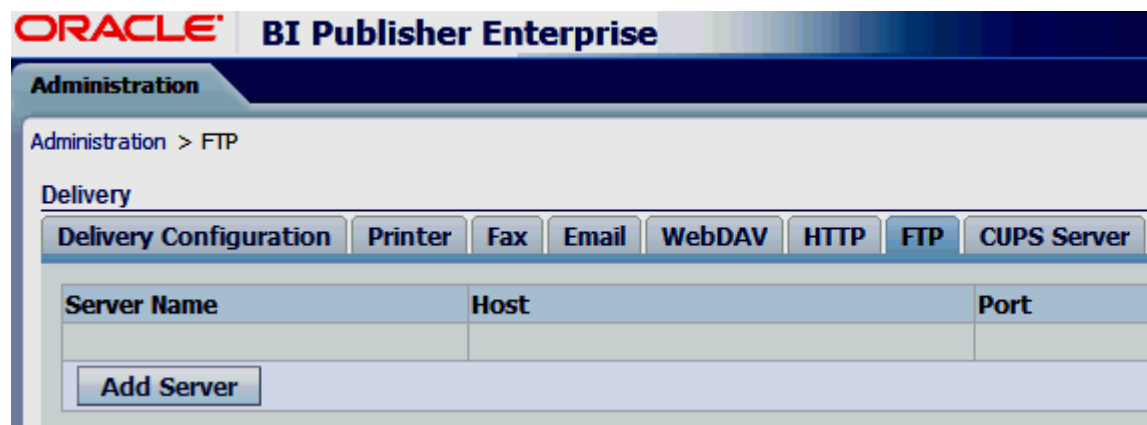 ORACLE' BI Publisher Enterprise
Administration
Administration > FTP
Delivery
Delivery Configuration Printer Fax Email WebDAV HTTP FTP CUPS Server
Server Name Host Port
Add Server